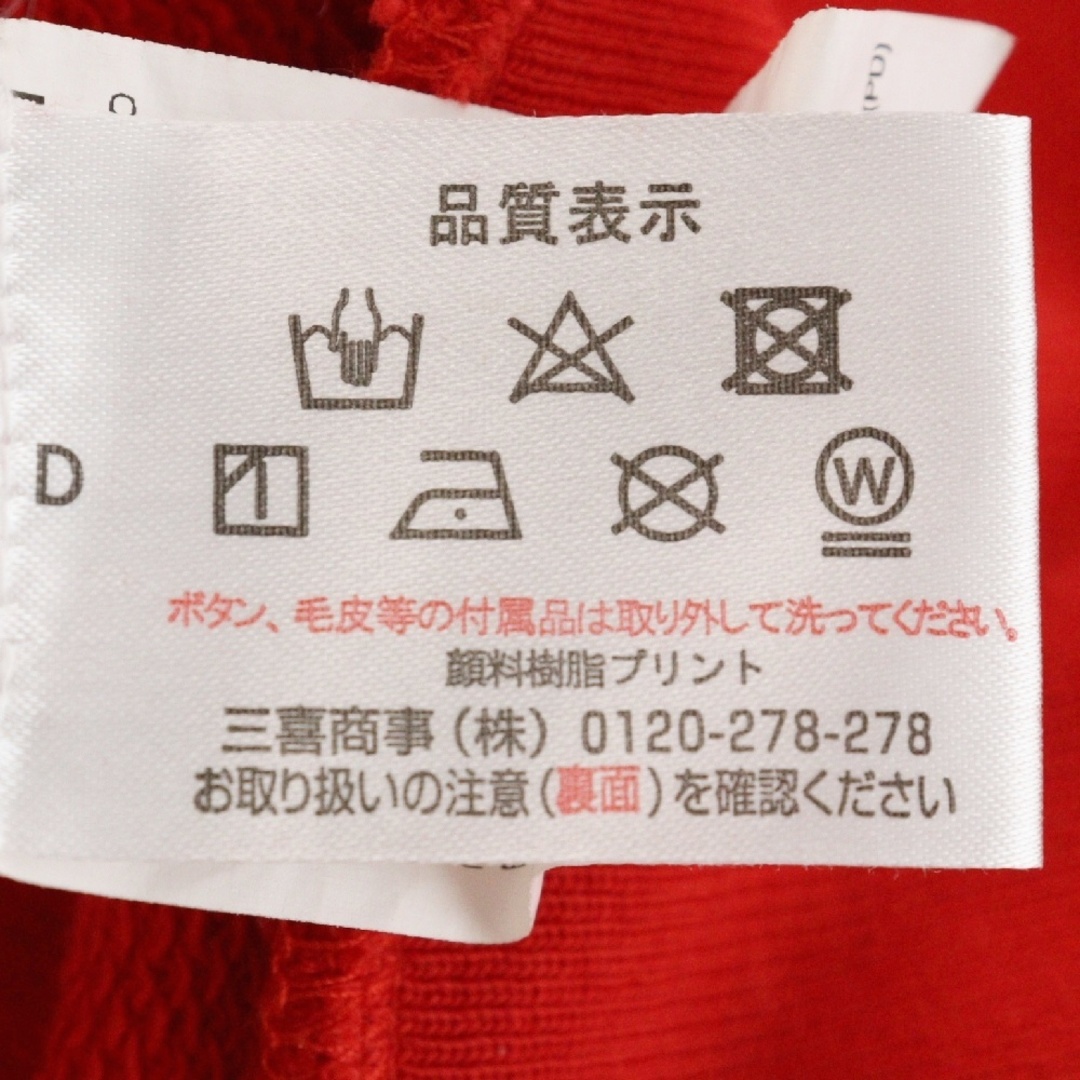 品質表示
D
W
ボタン、毛皮等の付属品は取り外して洗ってください。
顔料樹脂プリント
三喜商事(株) 0120-278-278
お取り扱いの注意(裏面)を確認ください